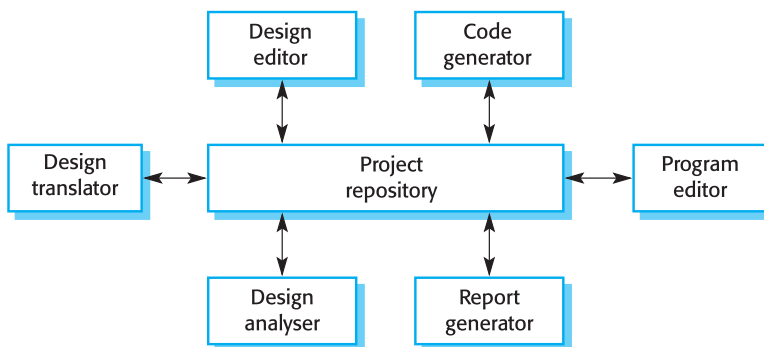 Design
editor
Code
generator
Design
translator
Project
repository
Program
editor
Design
analyser
Report
generator